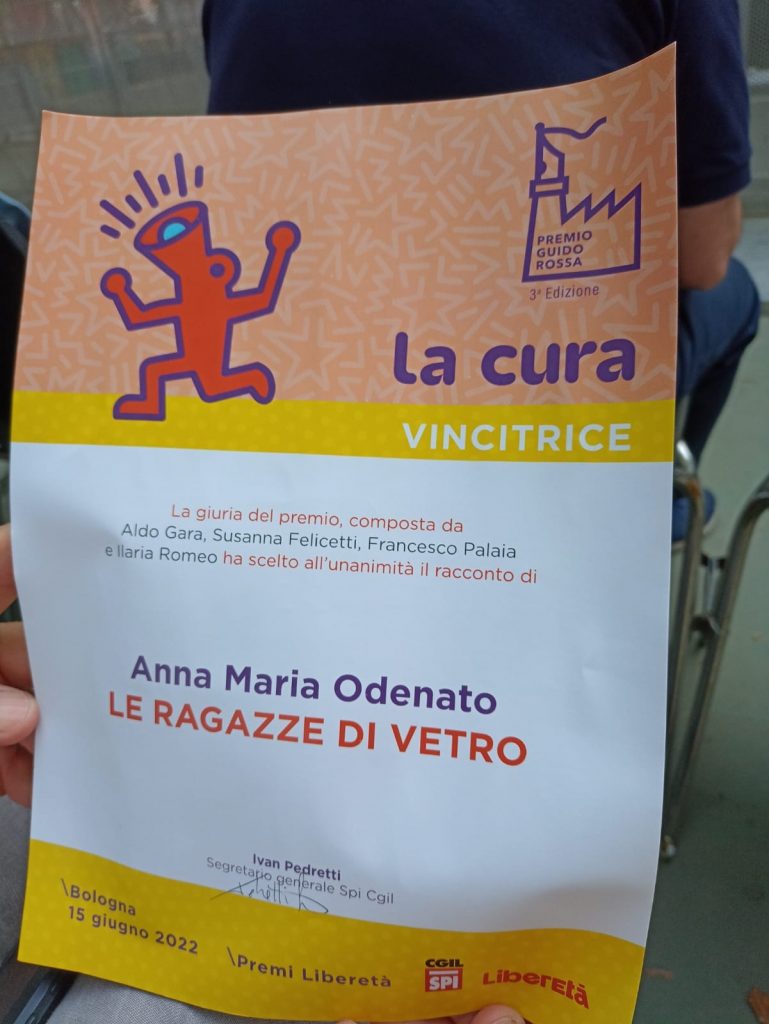 PREMIO
GUIDO
ROSSA
3ª Edizione
la cura
VINCITRICE
La giuria del premio, composta da
Aldo Gara, Susanna Felicetti, Francesco Palaia
e Ilaria Romeo ha scelto all'unanimità il racconto di
Anna Maria Odenato
LE RAGAZZE DI VETRO
Ivan Pedretti
Segretario generale Spi Cgil
\Bologna
15 giugno 2022
\Premi Liberetà
CGIL
SPI
LiberEtà